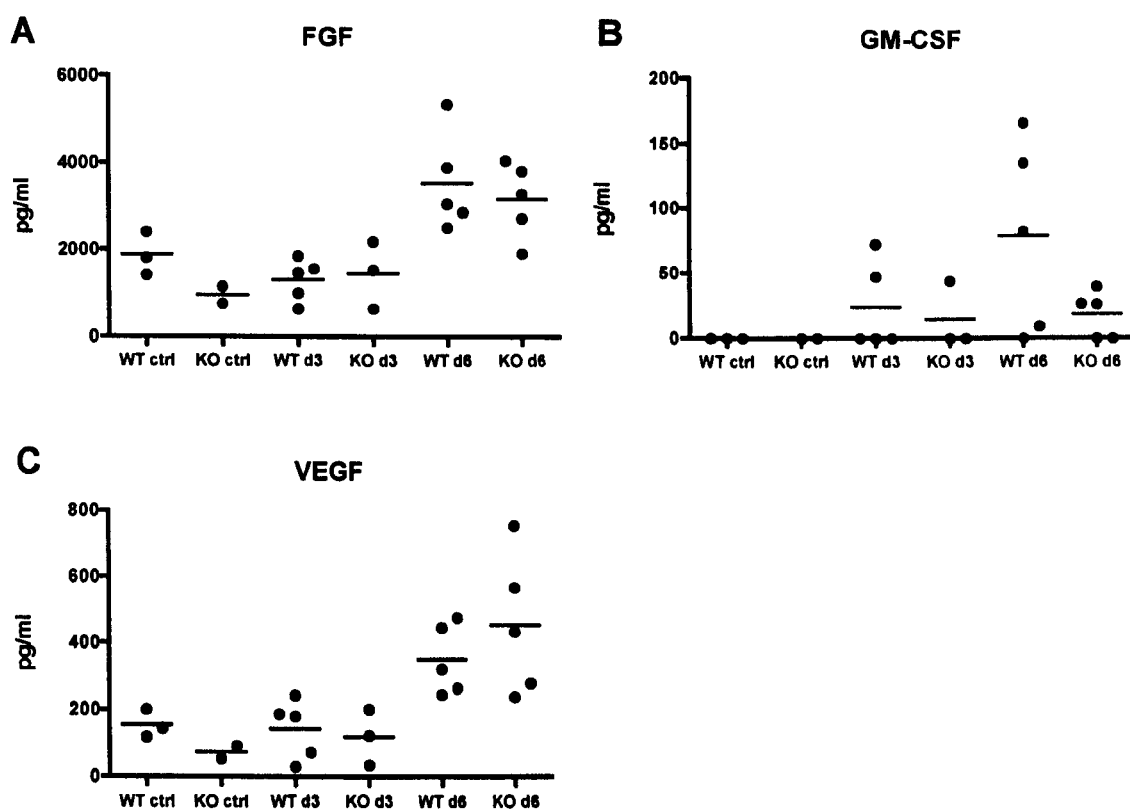 A
FGF
6000
4000
2000
0
pg/ml
WT ctrl KO ctrl WT d3 KO d3 WT d6 KO d6
B
GM-CSF
200
150
100
50
0
pg/ml
WT ctrl KO ctrl WT d3 KO d3 WT d6 KO d6
C
VEGF
800
600
400
200
0
pg/ml
WT ctrl KO ctrl WT d3 KO d3 WT d6 KO d6